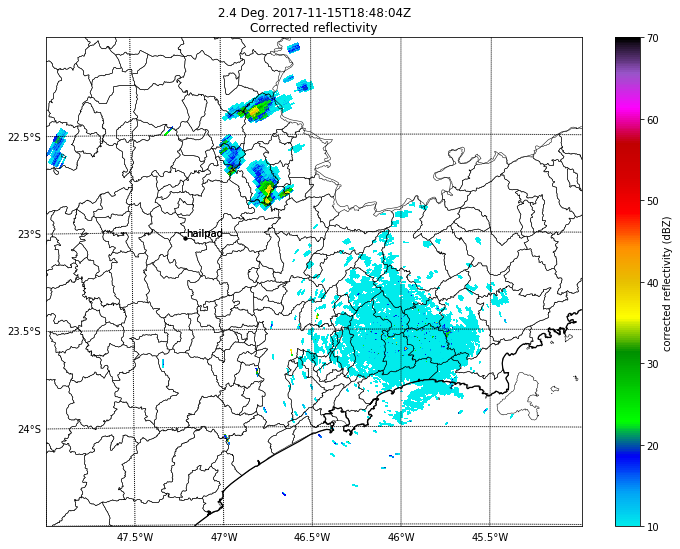 2.4 Deg. 2017-11-15T18:48:04Z
Corrected reflectivity
22.5°S
23°S
23.5°S
24°S
hailpad
47.5°W
47°W
46.5°W
46°W
45.5°W
70
60
50
40
30
20
10
corrected reflectivity (dBZ)